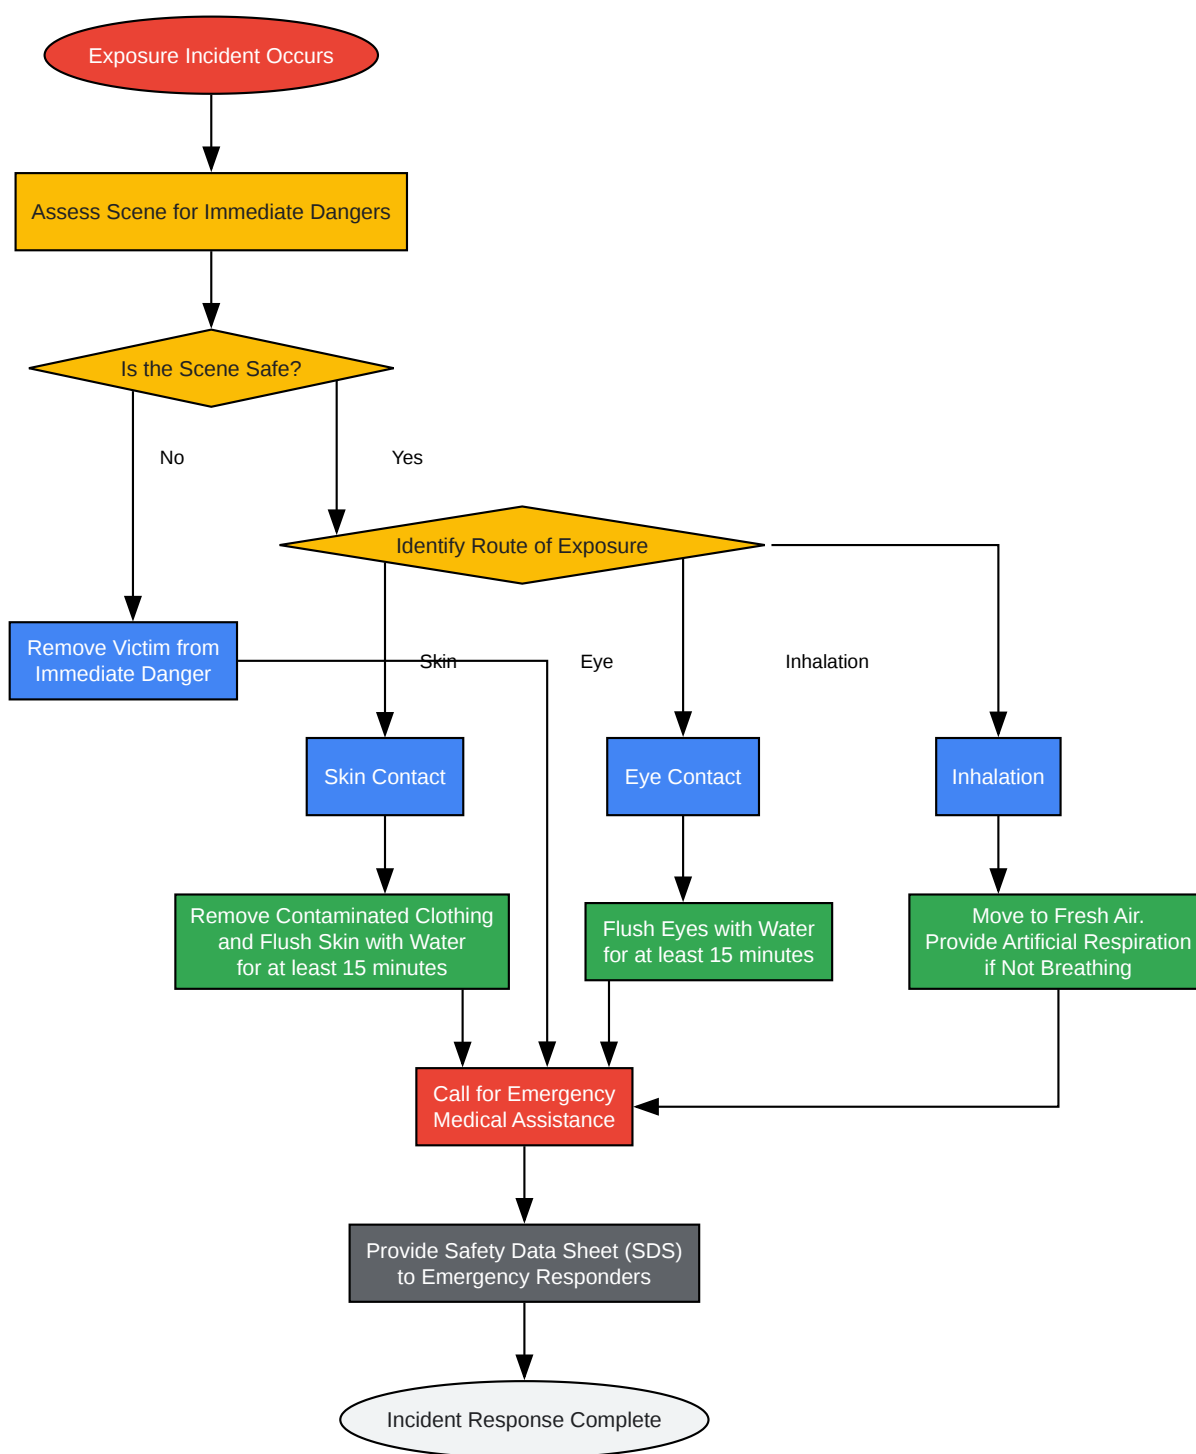 Exposure Incident Occurs
Assess Scene for Immediate Dangers
Is the Scene Safe?
No
Yes
Identify Route of Exposure
Remove Victim from
Immediate Danger
Skin
Eye
Inhalation
Skin Contact
Eye Contact
Inhalation
Remove Contaminated Clothing
and Flush Skin with Water
for at least 15 minutes
Flush Eyes with Water
for at least 15 minutes
Move to Fresh Air.
Provide Artificial Respiration
if Not Breathing
Call for Emergency
Medical Assistance
Provide Safety Data Sheet (SDS)
to Emergency Responders
Incident Response Complete